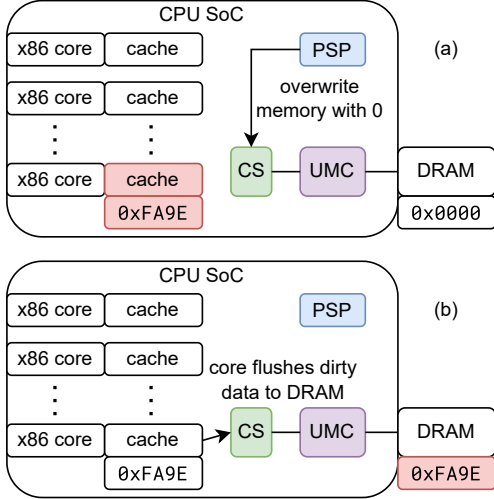 CPU SoC
x86 core cache PSP (a)
x86 core cache
overwrite
memory with 0
x86 core cache CS UMC DRAM
0xFA9E 0x0000
CPU SoC
x86 core cache PSP (b)
x86 core cache
core flushes dirty
data to DRAM
x86 core cache CS UMC DRAM
0xFA9E 0xFA9E